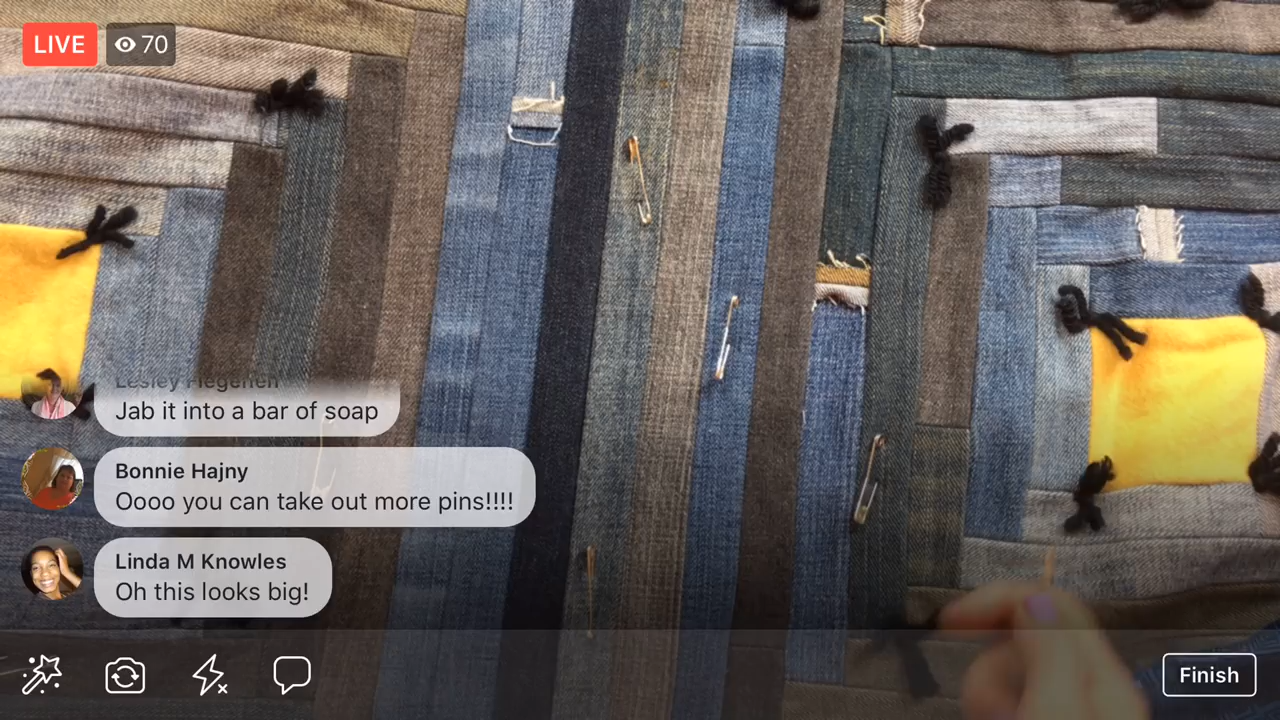 LIVE 70
Lesley
Jab it into a bar of soap
Bonnie Hajny
Oooo you can take out more pins!!!!
Linda M Knowles
Oh this looks big!
Finish